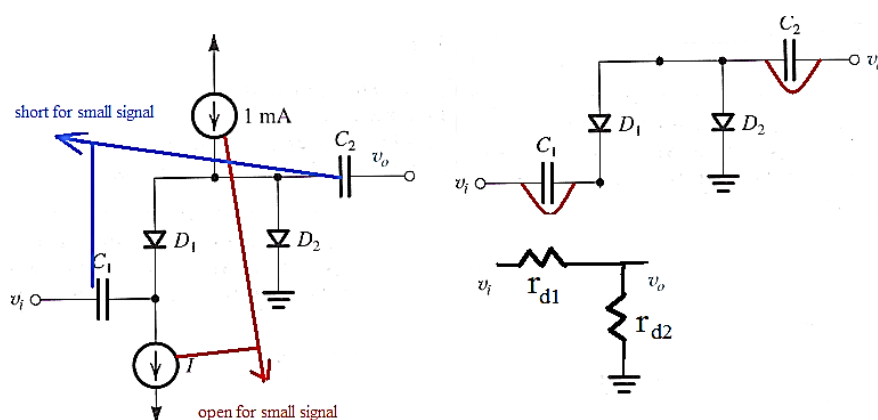 short for small signal
1 mA
C2
vo
D1
D2
C1
vi
I
open for small signal
C2
D1
D2
C1
vi
vi
rd1
vo
rd2